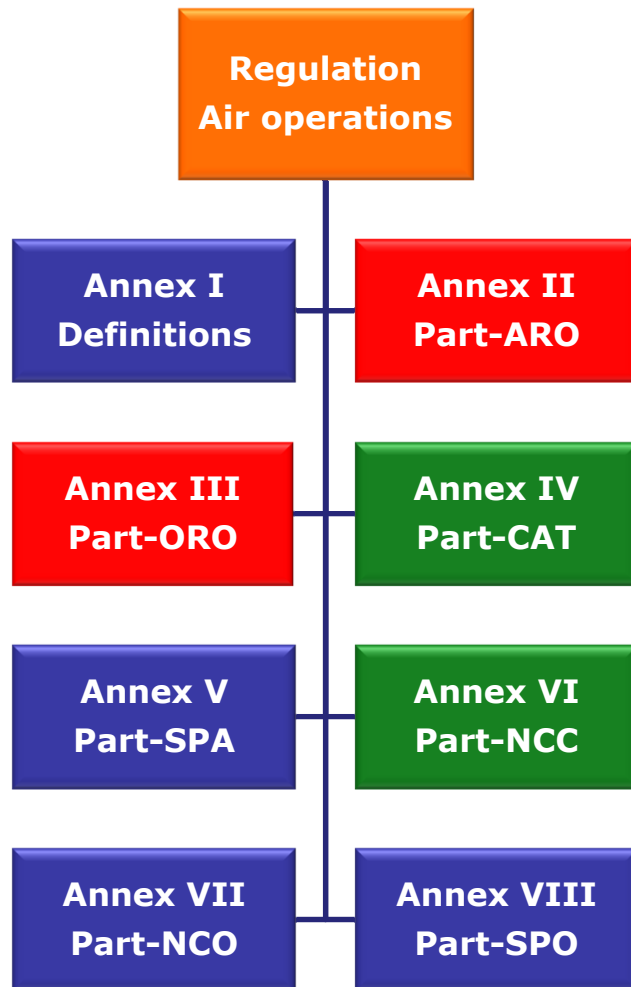 Regulation
Air operations
Annex I
Definitions
Annex II
Part-ARO
Annex III
Part-ORO
Annex IV
Part-CAT
Annex V
Part-SPA
Annex VI
Part-NCC
Annex VII
Part-NCO
Annex VIII
Part-SPO